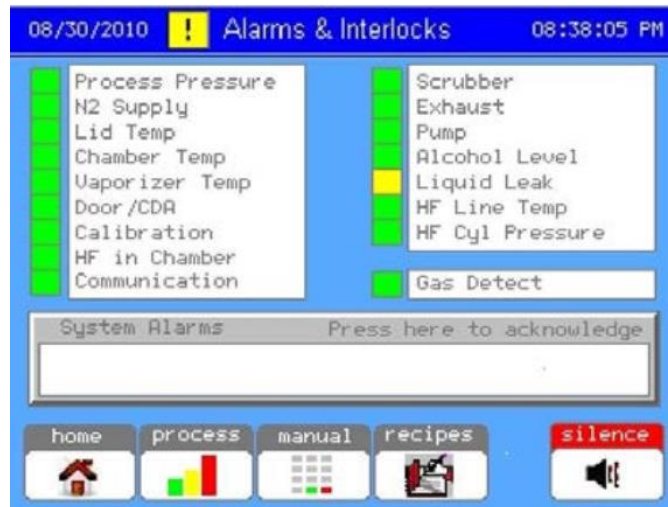 08/30/2010 ! Alarms & Interlocks 08:38:05 PM
Process Pressure
N2 Supply
Lid Temp
Chamber Temp
Vaporizer Temp
Door/CDA
Calibration
HF in Chamber
Communication
Scrubber
Exhaust
Pump
Alcohol Level
Liquid Leak
HF Line Temp
HF Cyl Pressure
Gas Detect
System Alarms Press here to acknowledge
home process manual recipes silence